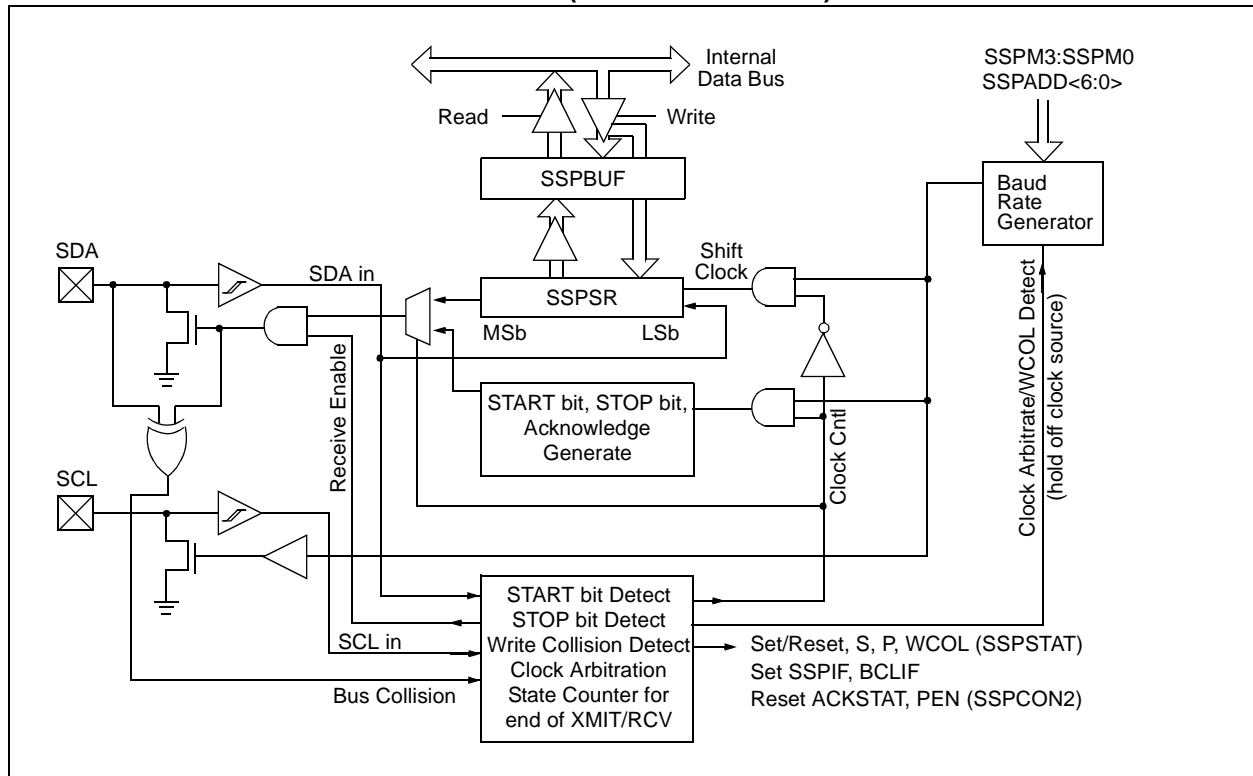 Internal
Data Bus
SSPM3:SSPM0
SSPADD<6:0>
Read
Write
SSPBUF
Baud
Rate
Generator
SDA
SDA in
Shift
Clock
SSPSR
MSb
LSb
START bit, STOP bit,
Acknowledge
Generate
Receive Enable
Clock Cntl
Clock Arbitrate/WCOL Detect
(hold off clock source)
SCL
SCL in
Bus Collision
START bit Detect
STOP bit Detect
Write Collision Detect
Clock Arbitration
State Counter for
end of XMIT/RCV
Set/Reset, S, P, WCOL (SSPSTAT)
Set SSPIF, BCLIF
Reset ACKSTAT, PEN (SSPCON2)